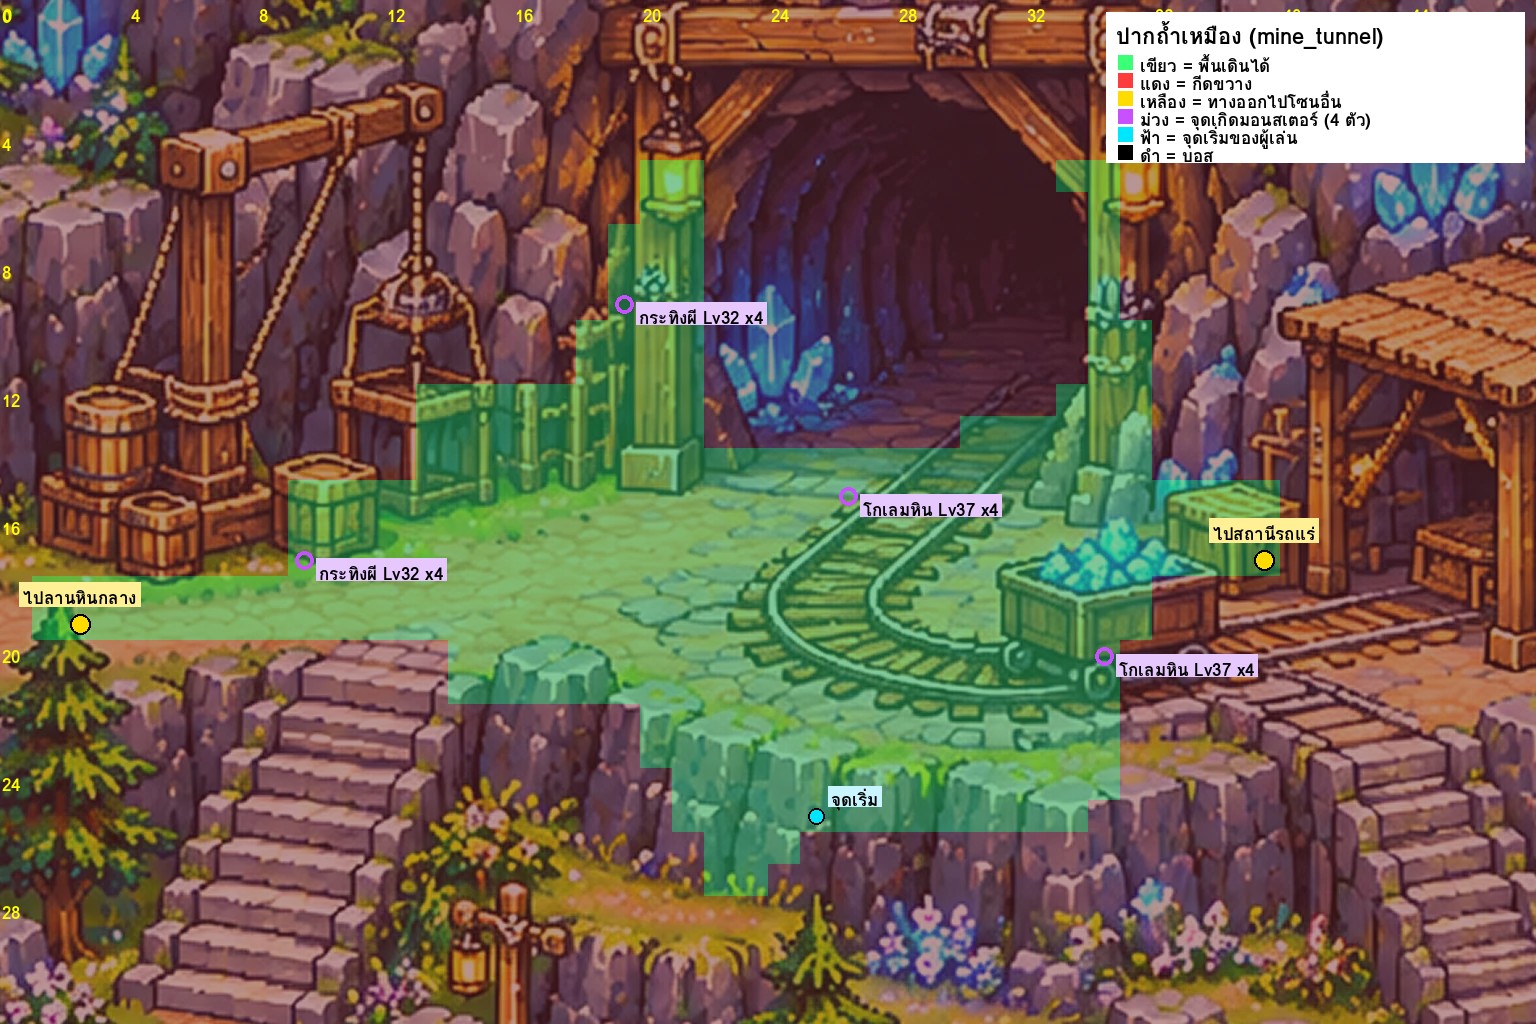 0 4 8 12 16 20 24 28 32
ปากถ้ำเหมือง (mine_tunnel)
เขียว = พื้นเดินได้
แดง = กีดขวาง
เหลือง = ทางออกไปโซนอื่น
ม่วง = จุดเกิดมอนสเตอร์ (4 ตัว)
ฟ้า = จุดเริ่มของผู้เล่น
ดำ = บอส
4
8
กระทิงผี Lv32 x4
12
โกเลมหิน Lv37 x4
16
ไปสถานีรถแร่
กระทิงผี Lv32 x4
ไปลานหินกลาง
20
โกเลมหิน Lv37 x4
24
จุดเริ่ม
28